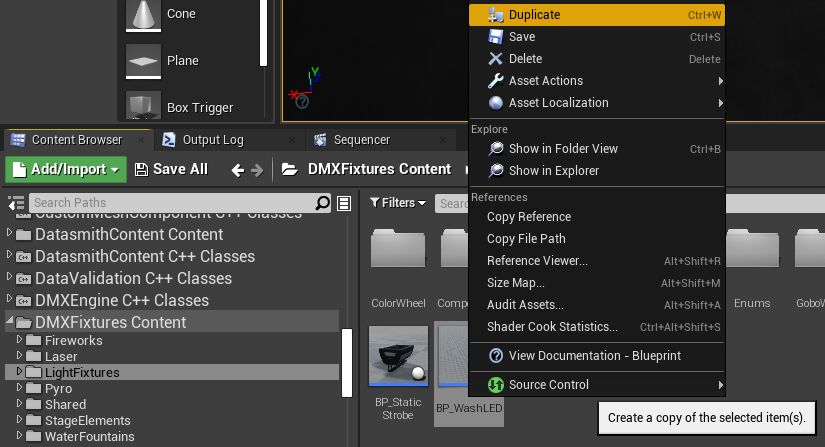 Cone
Plane
Box Trigger
Duplicate Ctrl+W
Save Ctrl+S
Delete Delete
Asset Actions
Asset Localization
Explore
Show in Folder View Ctrl+B
Show in Explorer
References
Copy Reference
Copy File Path
Reference Viewer... Alt+Shift+R
Size Map... Alt+Shift+M
Audit Assets... Alt+Shift+A
Shader Cook Statistics... Ctrl+Alt+Shift+S
View Documentation - Blueprint
Source Control
Create a copy of the selected item(s).
Y
X
Content Browser Output Log Sequencer
Add/Import Save All DMXFixtures Content
Search Paths
Filters Sear
CustomMeshComponent C++ Classes
DatasmithContent Content
DatasmithContent C++ Classes
DataValidation C++ Classes
DMXEngine C++ Classes
DMXFixtures Content
Fireworks
Laser
LightFixtures
Pyro
Shared
StageElements
WaterFountains
ColorWheel Compo Enums GoboW
BP_Static
Strobe
BP_WashLED